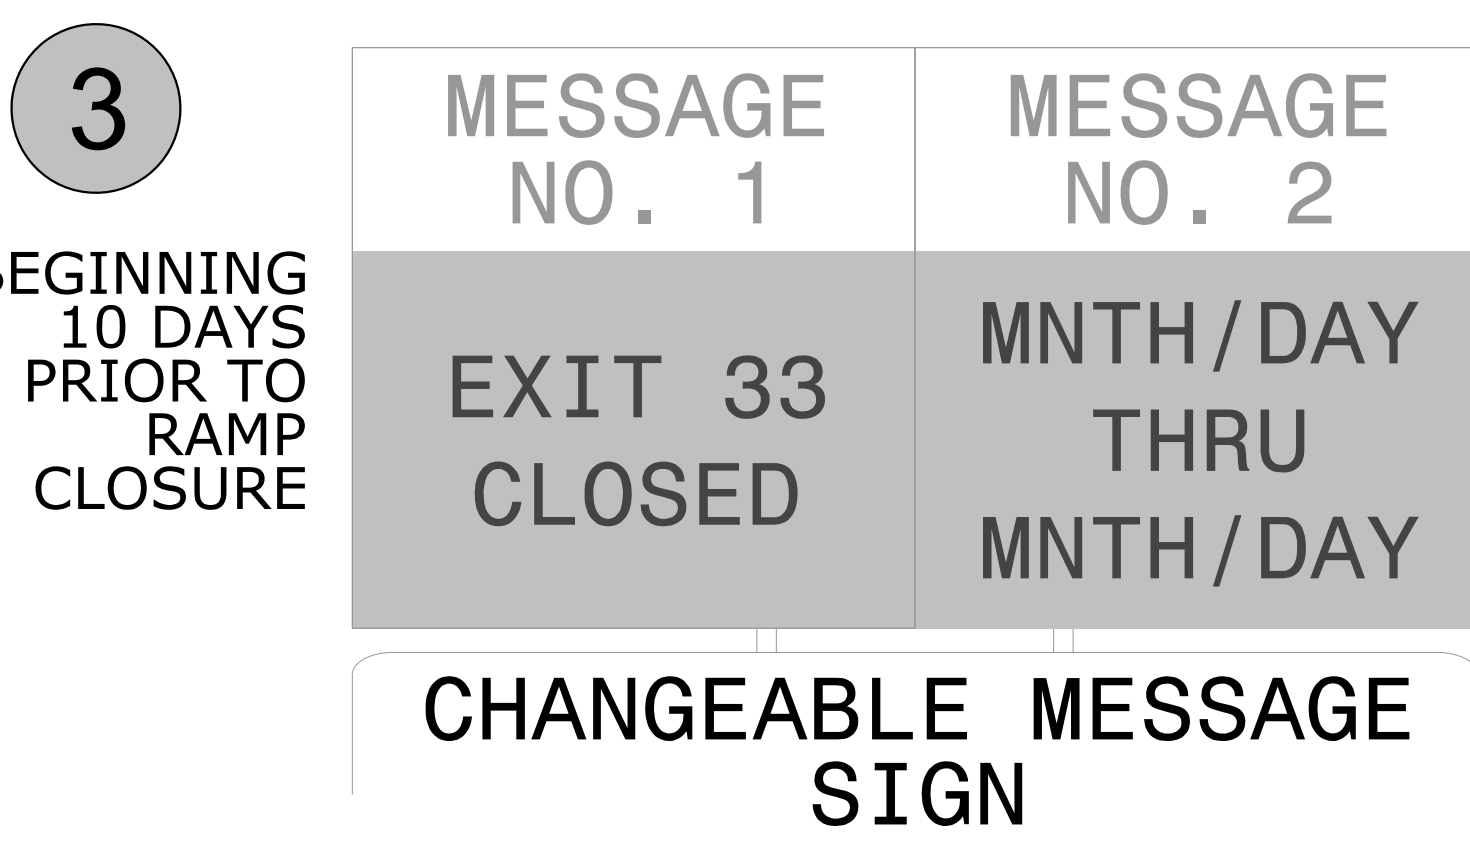 3
BEGINNING
10 DAYS
PRIOR TO
RAMP
CLOSURE
MESSAGE
NO. 1
MESSAGE
NO. 2
EXIT 33
CLOSED
MNTH/DAY
THRU
MNTH/DAY
CHANGEABLE MESSAGE
SIGN